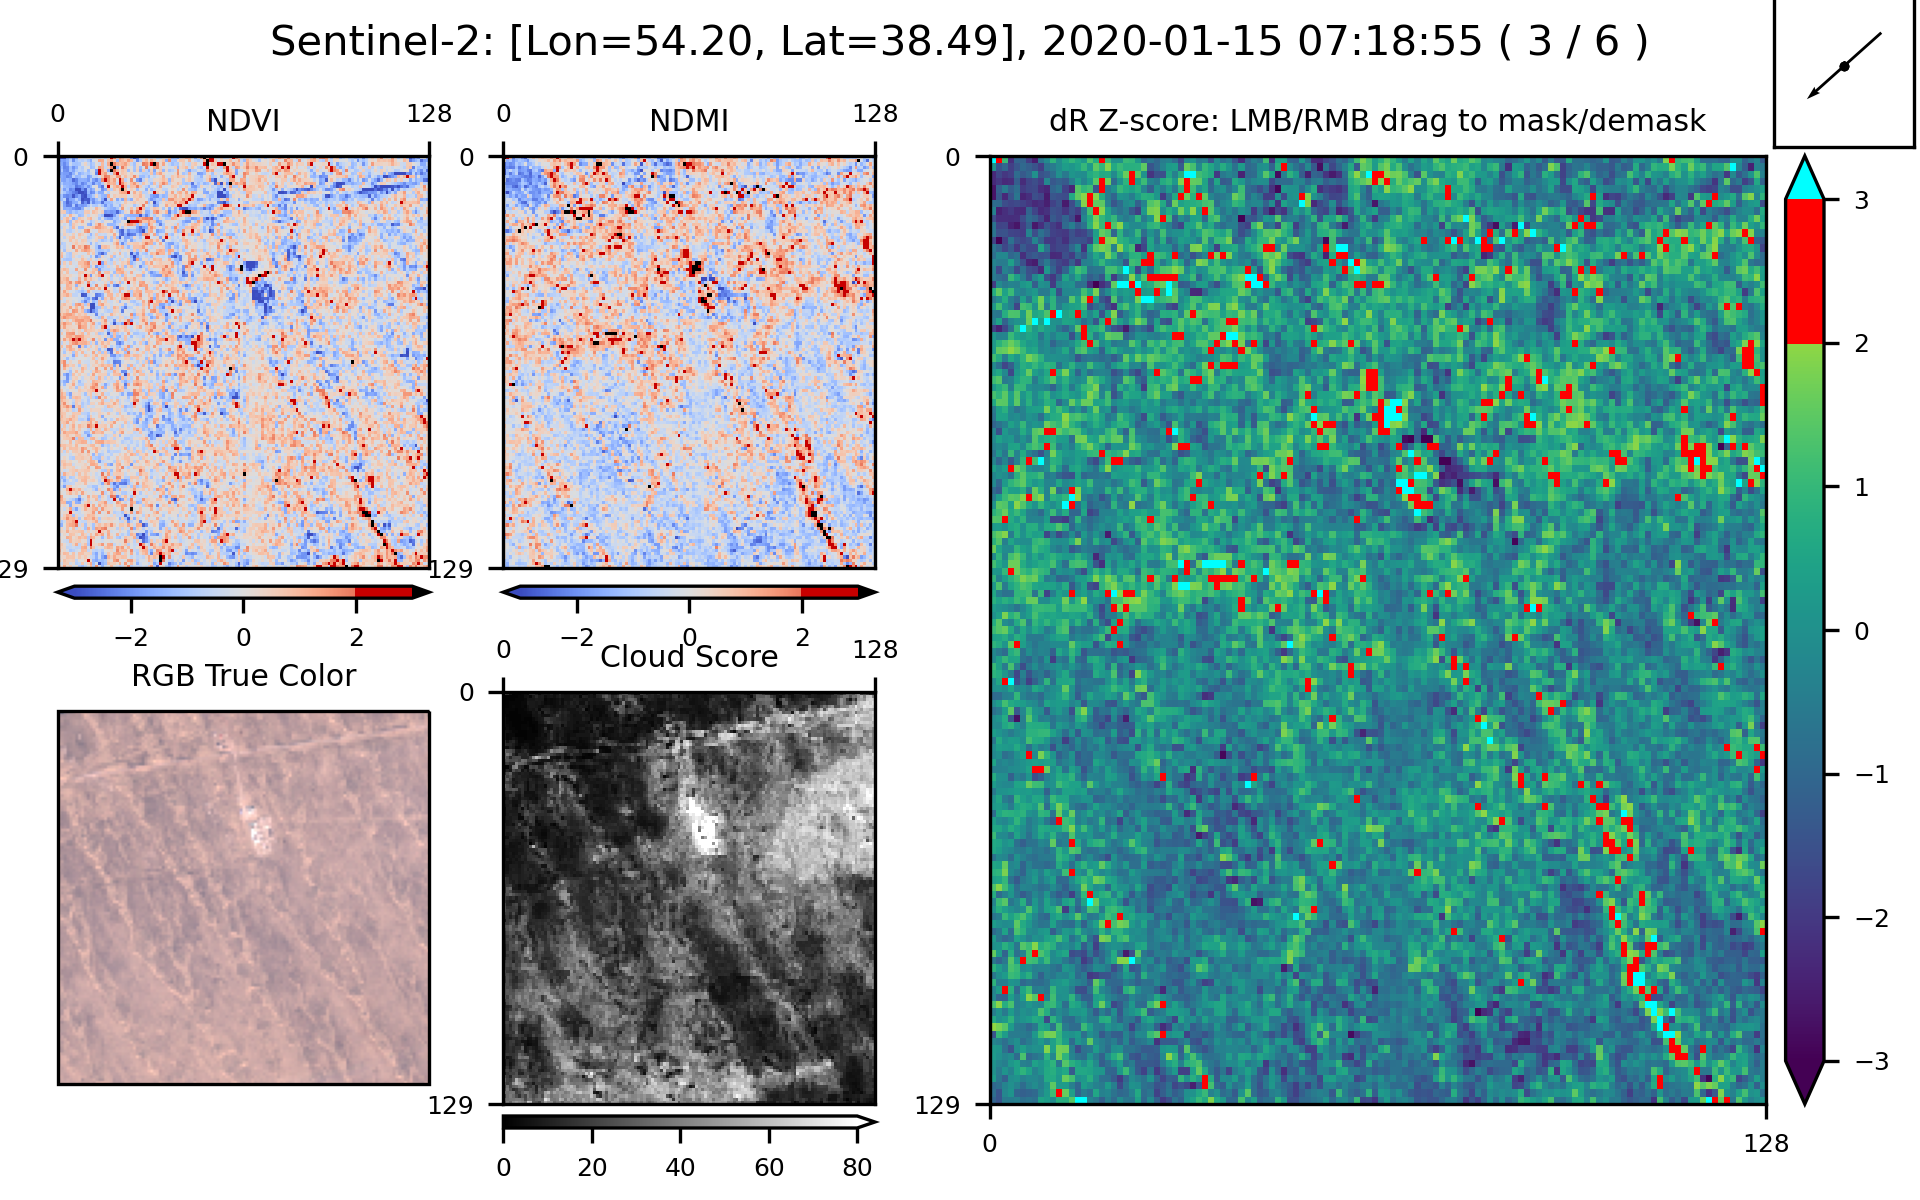 Sentinel-2: [Lon=54.20, Lat=38.49], 2020-01-15 07:18:55 ( 3 / 6 )
0 NDVI 128
0 NDMI 128
dR Z-score: LMB/RMB drag to mask/demask
0
0
0
3
2
1
0
−1
−2
−3
29
129
−2 0 2
−2 0 2
RGB True Color
0 Cloud Score 128
0
129
0 20 40 60 80
129
0 128